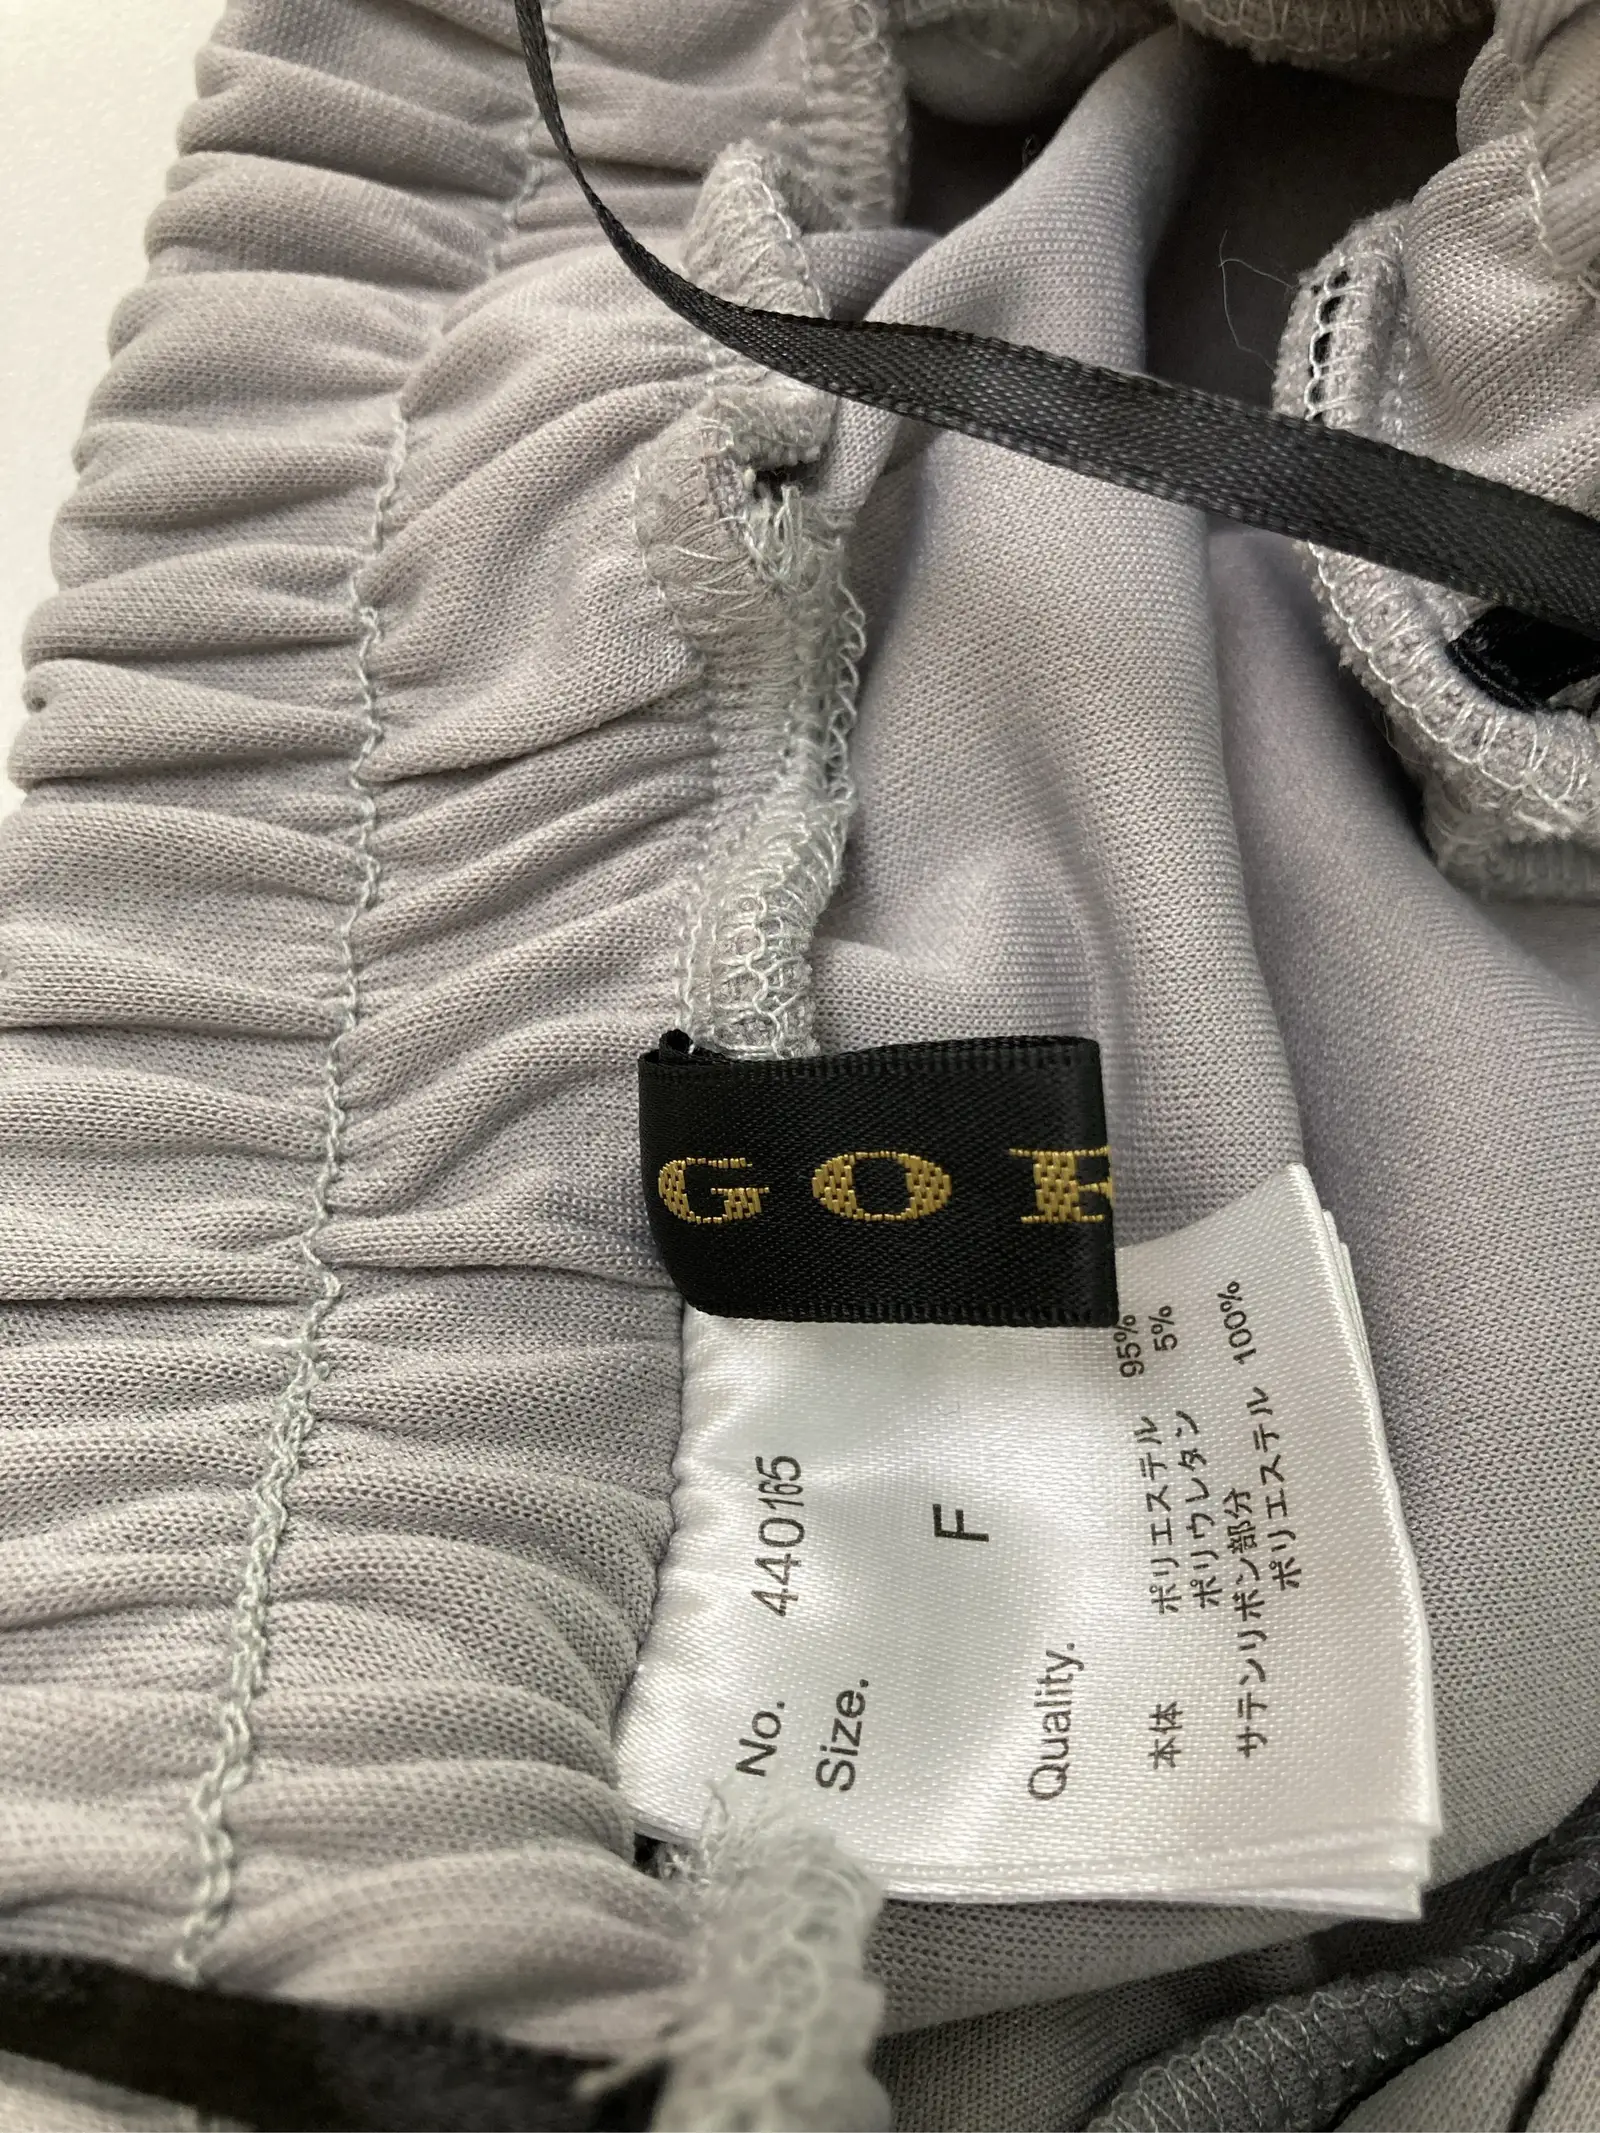 GOR
No. 440165
Size.
F
Quality.
本体 ポリエステル 95%
ポリウレタン 5%
サテンリボン部分
ポリエステル 100%